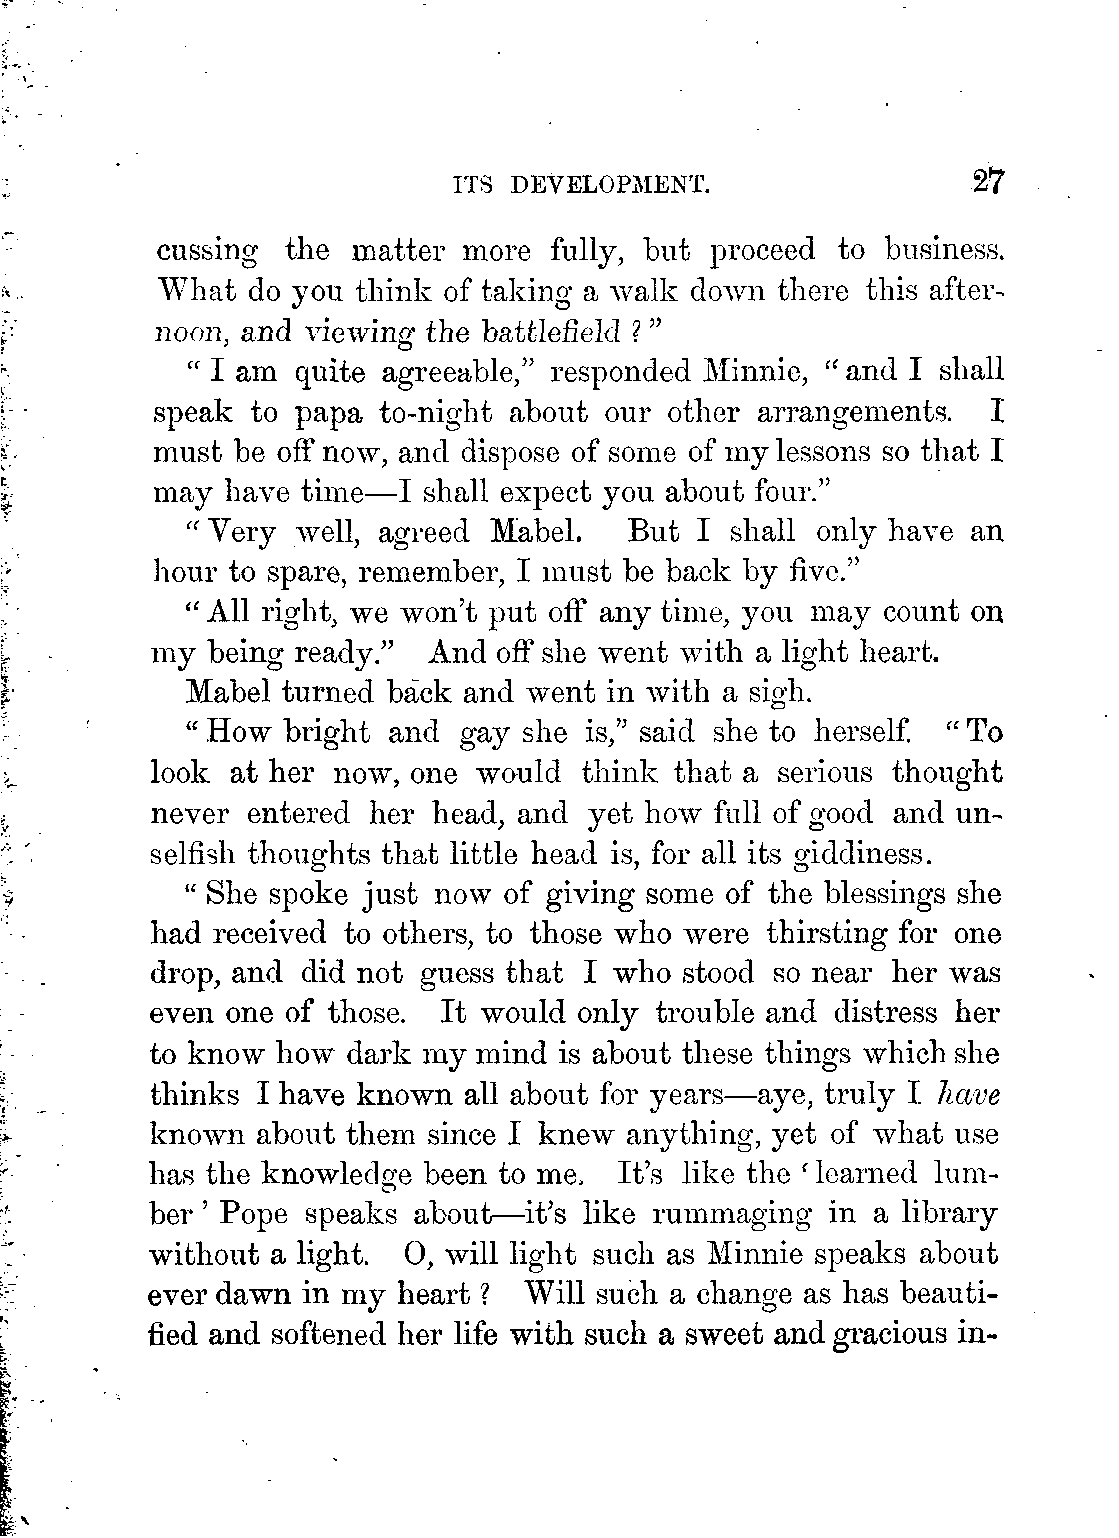 ITS DEVELOPMENT. 27
cussing the matter more fully, but proceed to business.
What do you think of taking a walk down there this after-
noon, and viewing the battlefield ? ”
“ I am quite agreeable,” responded Minnie, “ and I shall
speak to papa to-night about our other arrangements. I
must be off now, and dispose of some of my lessons so that I
may have time—I shall expect you about four.”
“ Very well, agreed Mabel. But I shall only have an
hour to spare, remember, I must be back by five.”
“ All right, we won’t put off any time, you may count on
my being ready.” And off she went with a light heart.
Mabel turned back and went in with a sigh.
“ How bright and gay she is,” said she to herself. “ To
look at her now, one would think that a serious thought
never entered her head, and yet how full of good and un-
selfish thoughts that little head is, for all its giddiness.
“ She spoke just now of giving some of the blessings she
had received to others, to those who were thirsting for one
drop, and did not guess that I who stood so near her was
even one of those. It would only trouble and distress her
to know how dark my mind is about these things which she
thinks I have known all about for years—aye, truly I have
known about them since I knew anything, yet of what use
has the knowledge been to me. It’s like the ‘ learned lum-
ber ’ Pope speaks about—it’s like rummaging in a library
without a light. O, will light such as Minnie speaks about
ever dawn in my heart ? Will such a change as has beauti-
fied and softened her life with such a sweet and gracious in-